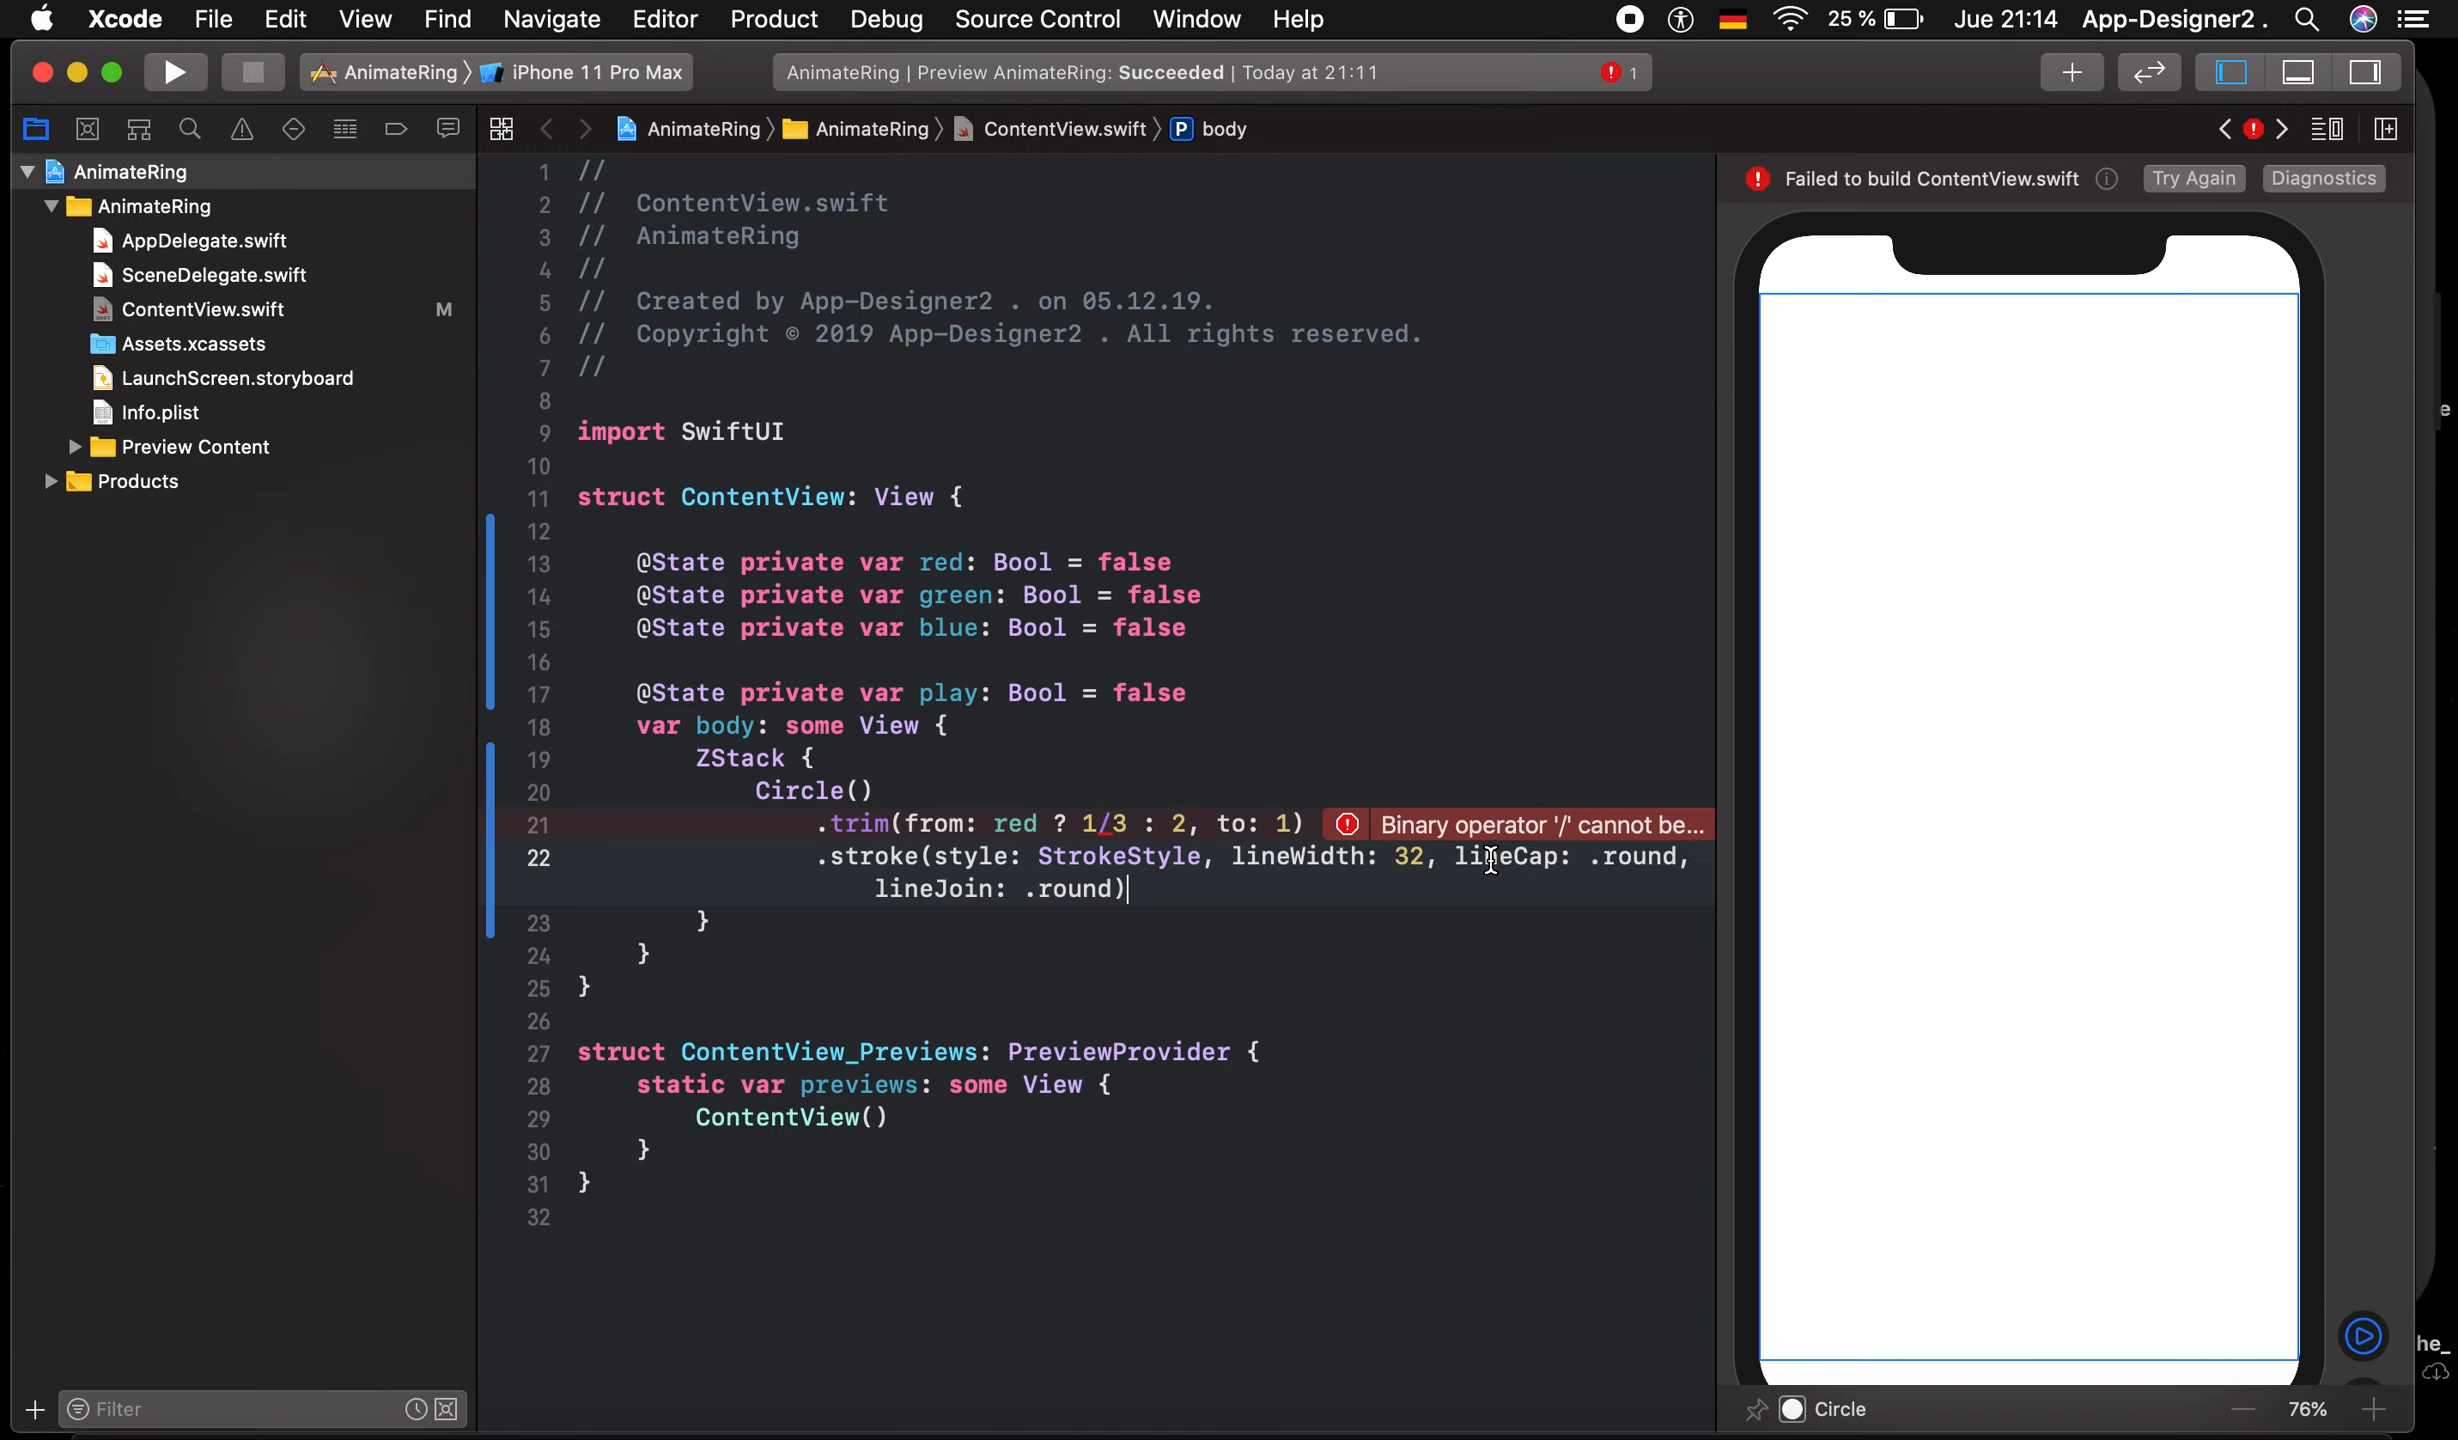 Xcode File Edit View Find Navigate Editor Product Debug Source Control Window Help 25 % Jue 21:14 App-Designer2 .
AnimateRing 〉 iPhone 11 Pro Max
AnimateRing | Preview AnimateRing: Succeeded | Today at 21:11 1
AnimateRing 〉 AnimateRing 〉 ContentView.swift 〉 P body
AnimateRing
AnimateRing
AppDelegate.swift
SceneDelegate.swift
ContentView.swift M
Assets.xcassets
LaunchScreen.storyboard
Info.plist
Preview Content
Products
Filter
1 //
2 //  ContentView.swift
3 //  AnimateRing
4 //
5 //  Created by App-Designer2 . on 05.12.19.
6 //  Copyright © 2019 App-Designer2 . All rights reserved.
7 //
8
9 import SwiftUI
10
11 struct ContentView: View {
12
13     @State private var red: Bool = false
14     @State private var green: Bool = false
15     @State private var blue: Bool = false
16
17     @State private var play: Bool = false
18     var body: some View {
19         ZStack {
20             Circle()
21                 .trim(from: red ? 1/3 : 2, to: 1) Binary operator '/' cannot be...
22                 .stroke(style: StrokeStyle, lineWidth: 32, lineCap: .round,
                    lineJoin: .round)
23         }
24     }
25 }
26
27 struct ContentView_Previews: PreviewProvider {
28     static var previews: some View {
29         ContentView()
30     }
31 }
32
Failed to build ContentView.swift Try Again Diagnostics
Circle 76%
e
he_